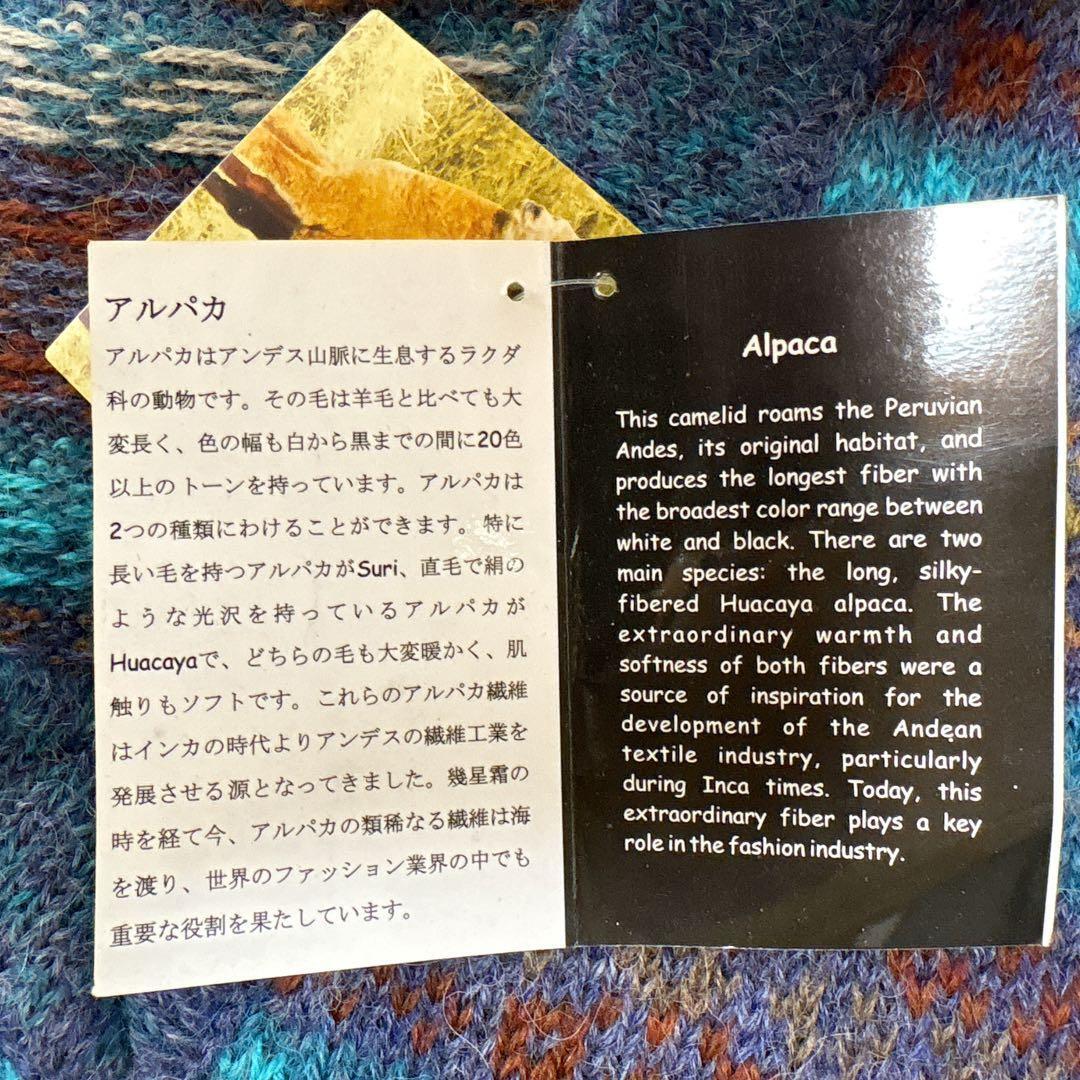 アルパカ
アルパカはアンデス山脈に生息するラクダ
科の動物です。その毛は羊毛と比べても大
変長く、色の幅も白から黒までの間に20色
以上のトーンを持っています。アルパカは
2つの種類にわけることができます。特に
長い毛を持つアルパカがSuri、直毛で絹の
ような光沢を持っているアルパカが
Huacayaで、どちらの毛も大変暖かく、肌
触りもソフトです。これらのアルパカ繊維
はインカの時代よりアンデスの繊維工業を
発展させる源となってきました。幾星霜の
時を経て今、アルパカの類稀なる繊維は海
を渡り、世界のファッション業界の中でも
重要な役割を果たしています。
Alpaca
This camelid roams the Peruvian
Andes, its original habitat, and
produces the longest fiber with
the broadest color range between
white and black. There are two
main species: the long, silky-
fibered Huacaya alpaca. The
extraordinary warmth and
softness of both fibers were a
source of inspiration for the
development of the Andean
textile industry, particularly
during Inca times. Today, this
extraordinary fiber plays a key
role in the fashion industry.